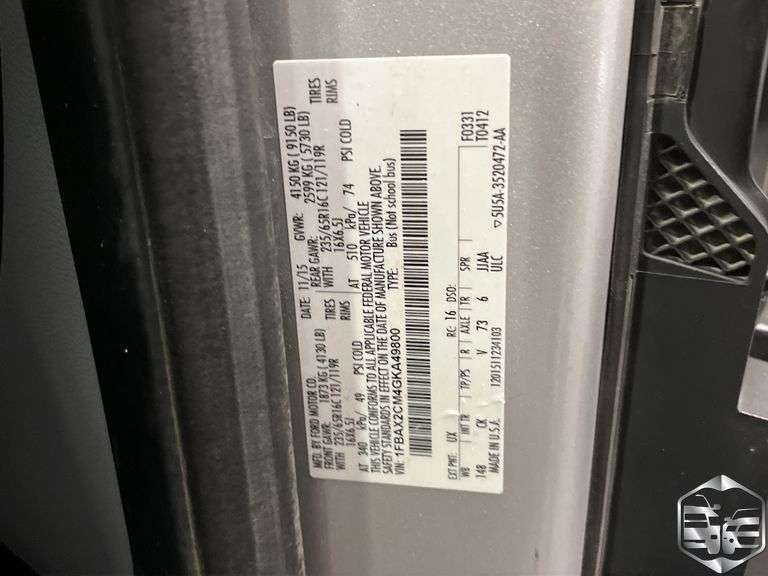 MFD. BY FORD MOTOR CO. DATE: 11/15 GVWR: 4150 KG ( 9150 LB)
FRONT GAWR: 1873 KG ( 4130 LB) REAR GAWR: 2599 KG ( 5730 LB)
WITH 235/65R16C 121/119R TIRES WITH 235/65R16C 121/119R TIRES
16X6.5J RIMS 16X6.5J RIMS
AT 340 kPa/ 49 PSI COLD AT 510 kPa/ 74 PSI COLD
THIS VEHICLE CONFORMS TO ALL APPLICABLE FEDERAL MOTOR VEHICLE
SAFETY STANDARDS IN EFFECT ON THE DATE OF MANUFACTURE SHOWN ABOVE.
VIN: 1FBAX2CM4GKA49800 TYPE: Bus (Not school bus)
EXT PNT: UX RC: 16 DSO: F0331
WB INT TR TP/PS R AXLE TR SPR T0412
148 CK V 73 6 JJAA
MADE IN U.S.A. 1201511234103 ULC
▽5U5A-3520472-AA